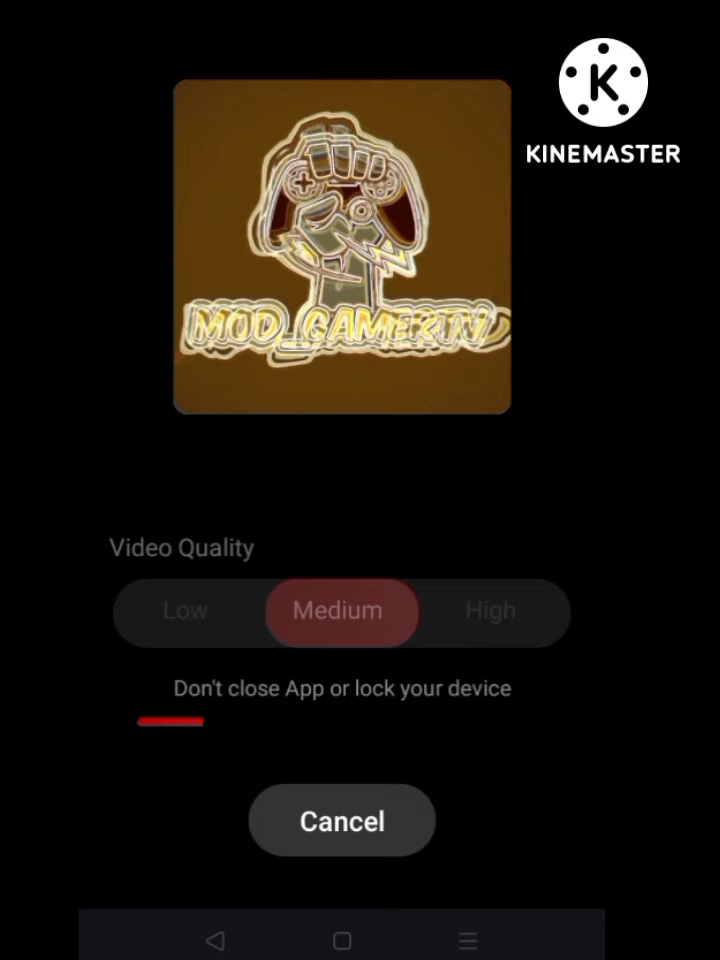 K
KINEMASTER
MOD_GAMERTV
Video Quality
Low Medium High
Don't close App or lock your device
Cancel